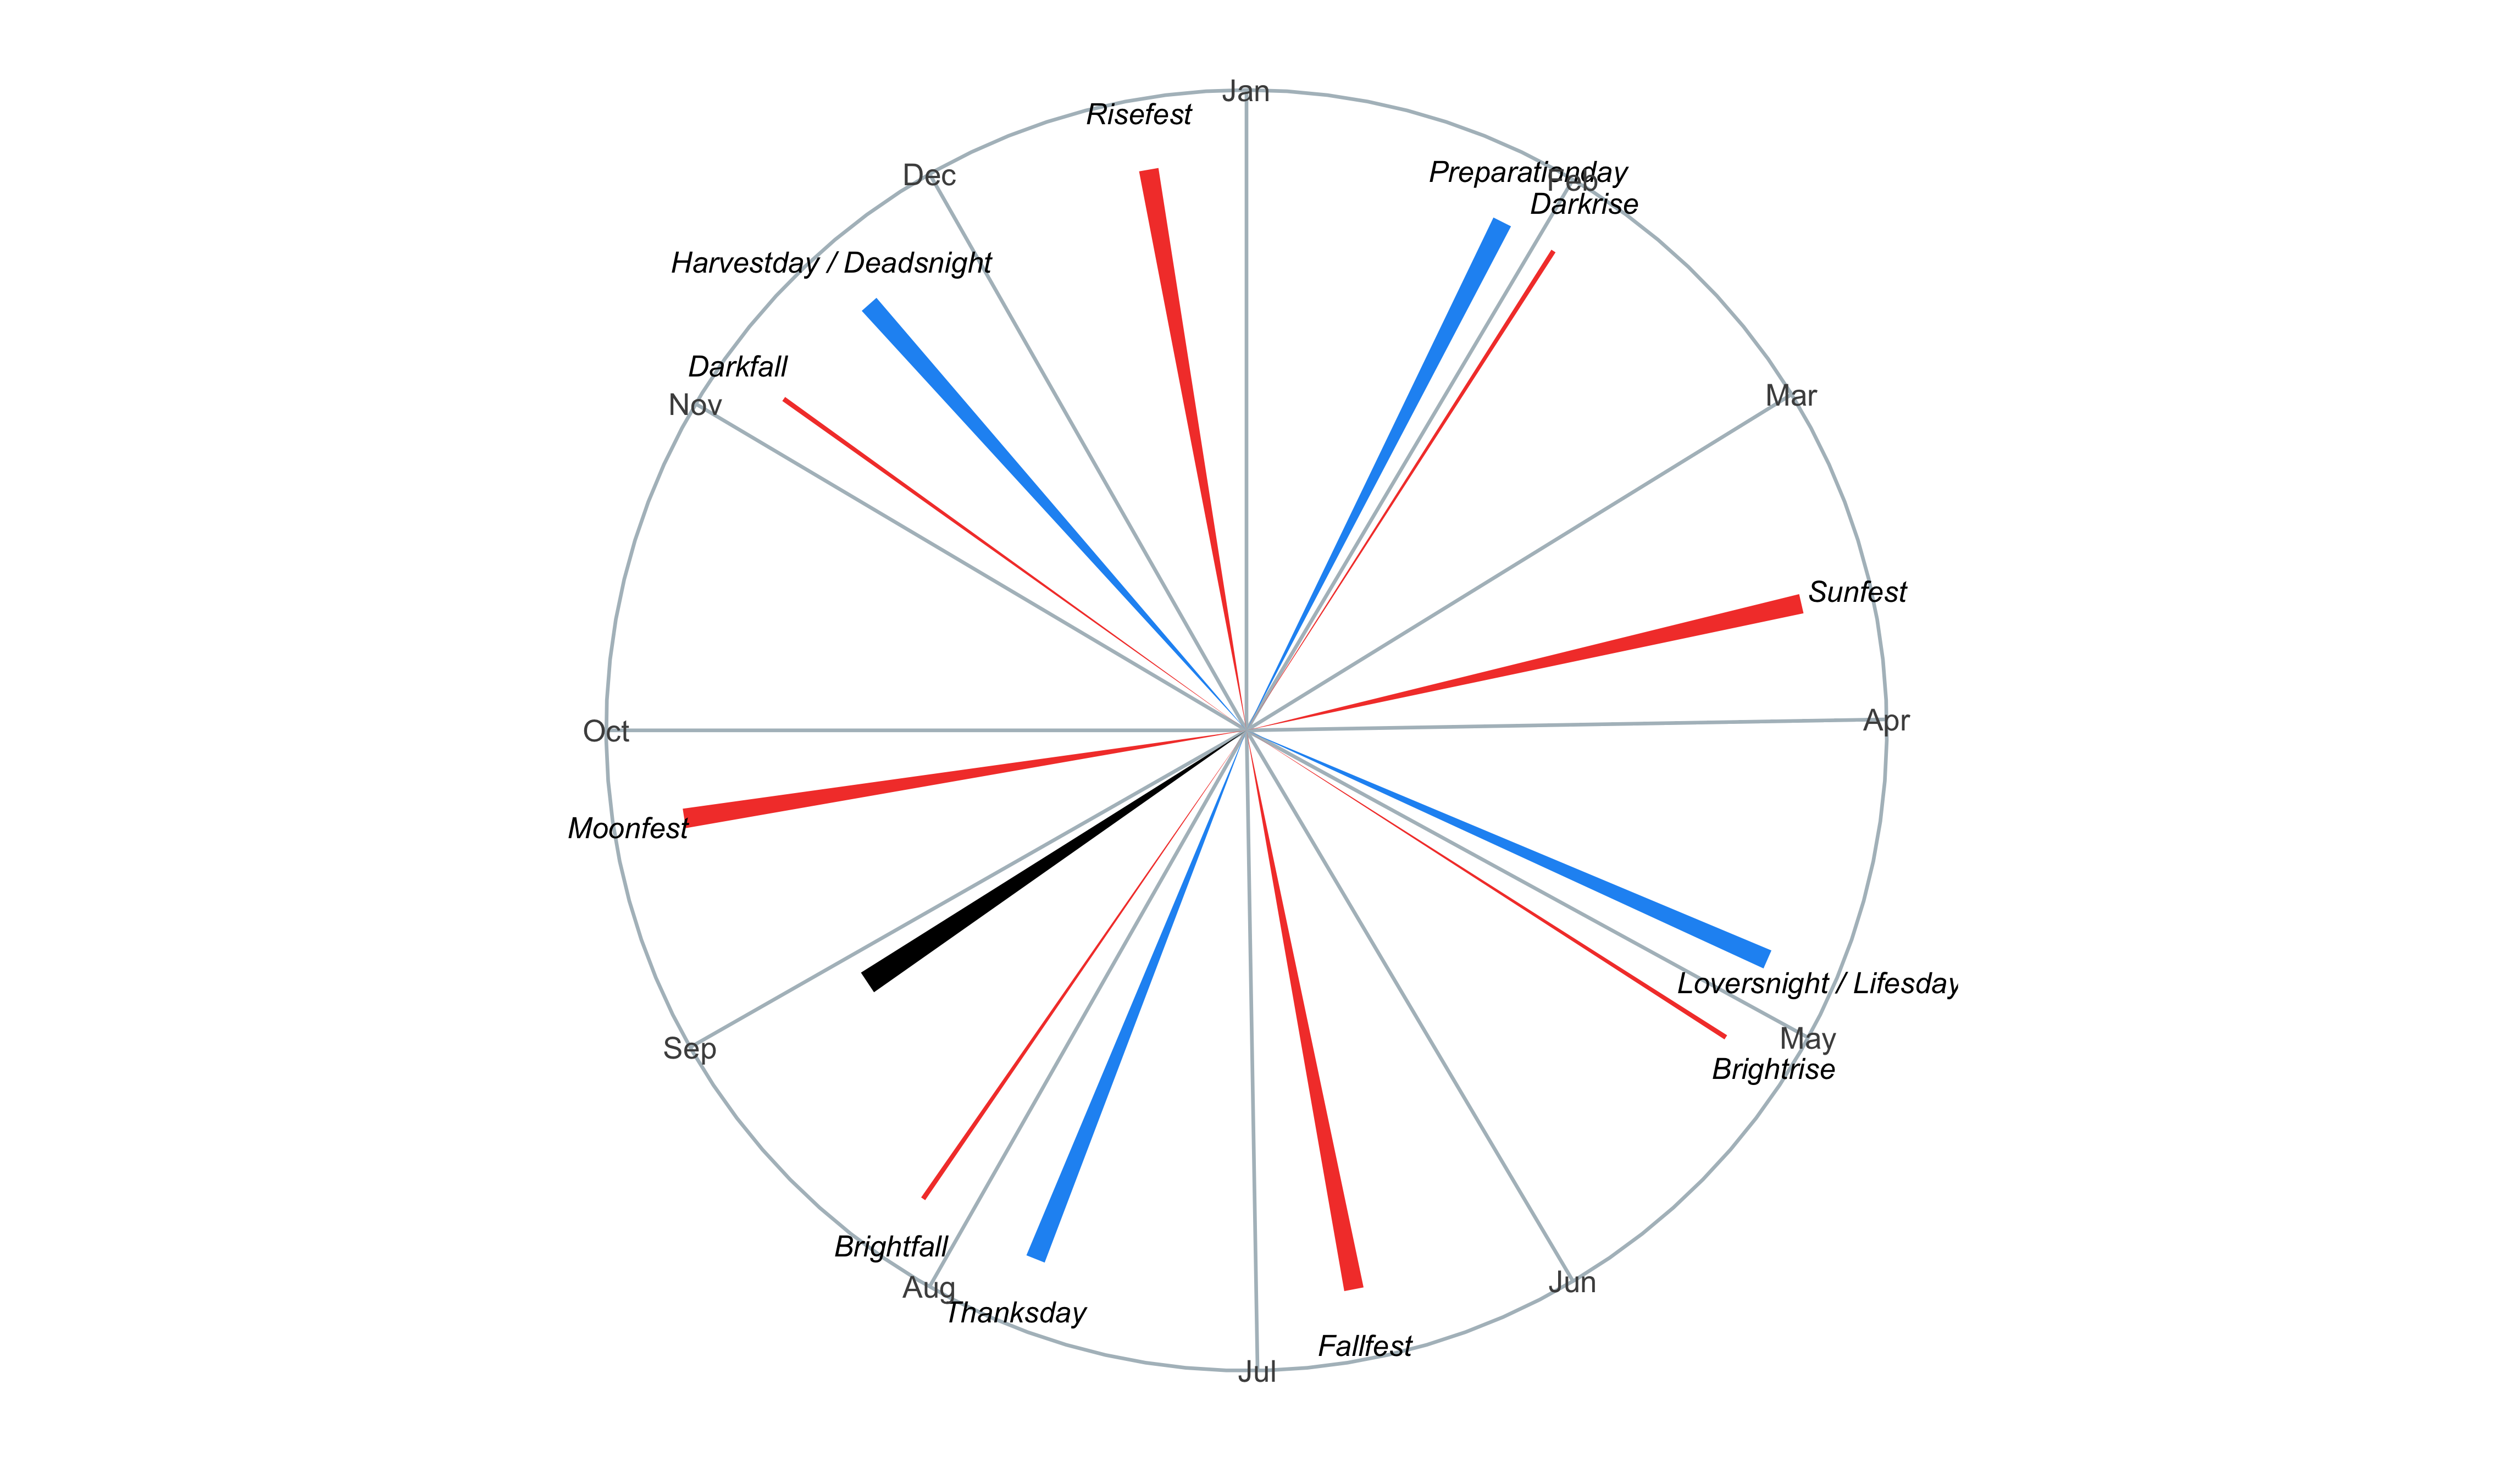 Jan
Risefest
Preparationday
Feb
Dec
Darkrise
Harvestday / Deadsnight
Darkfall
Mar
Nov
Sunfest
Apr
Oct
Moonfest
Loversnight / Lifesday
May
Sep
Brightrise
Brightfall
Jun
Aug
Thanksday
Fallfest
Jul